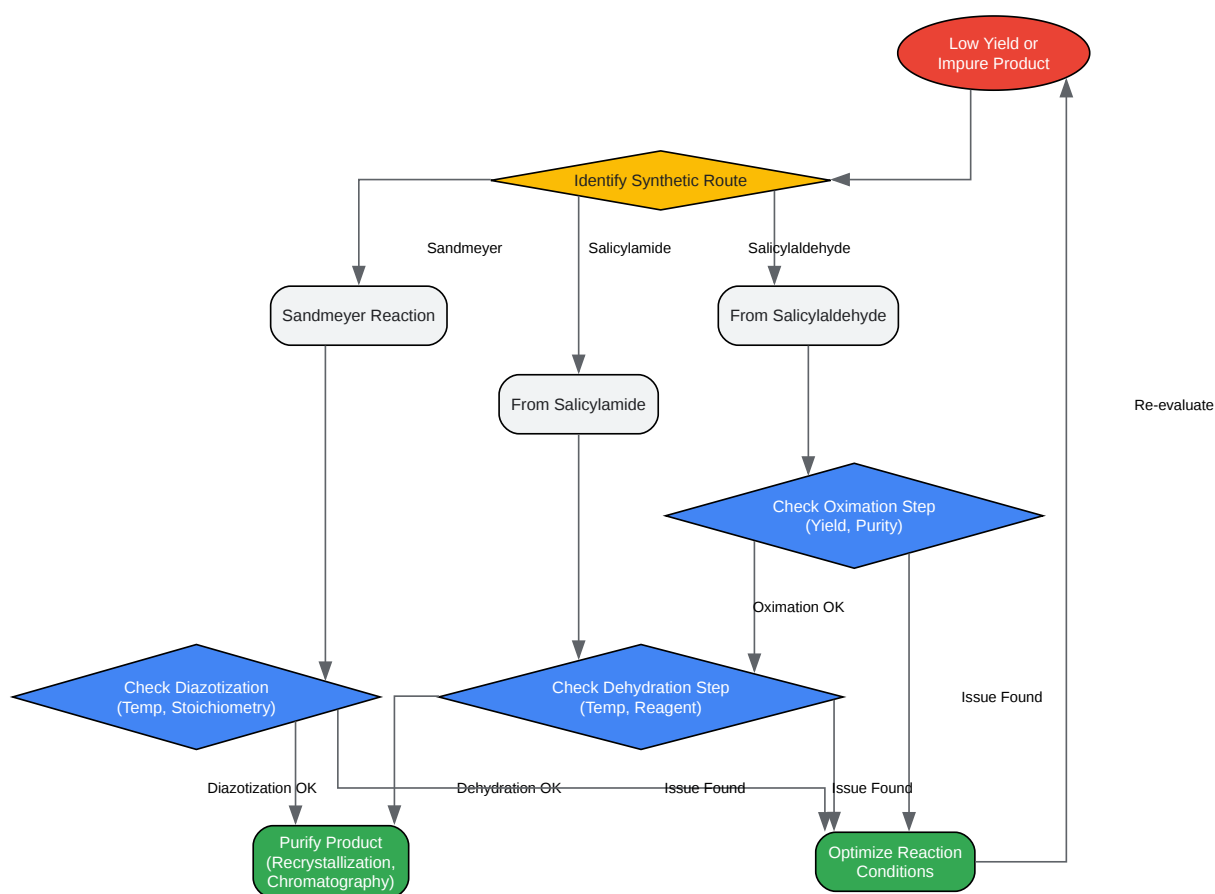 Low Yield or
Impure Product
Identify Synthetic Route
Sandmeyer
Salicylamide
Salicylaldehyde
Sandmeyer Reaction
From Salicylaldehyde
From Salicylamide
Re-evaluate
Check Oximation Step
(Yield, Purity)
Oximation OK
Check Diazotization
(Temp, Stoichiometry)
Check Dehydration Step
(Temp, Reagent)
Issue Found
Diazotization OK
Dehydration OK
Issue Found
Issue Found
Purify Product
(Recrystallization,
Chromatography)
Optimize Reaction
Conditions